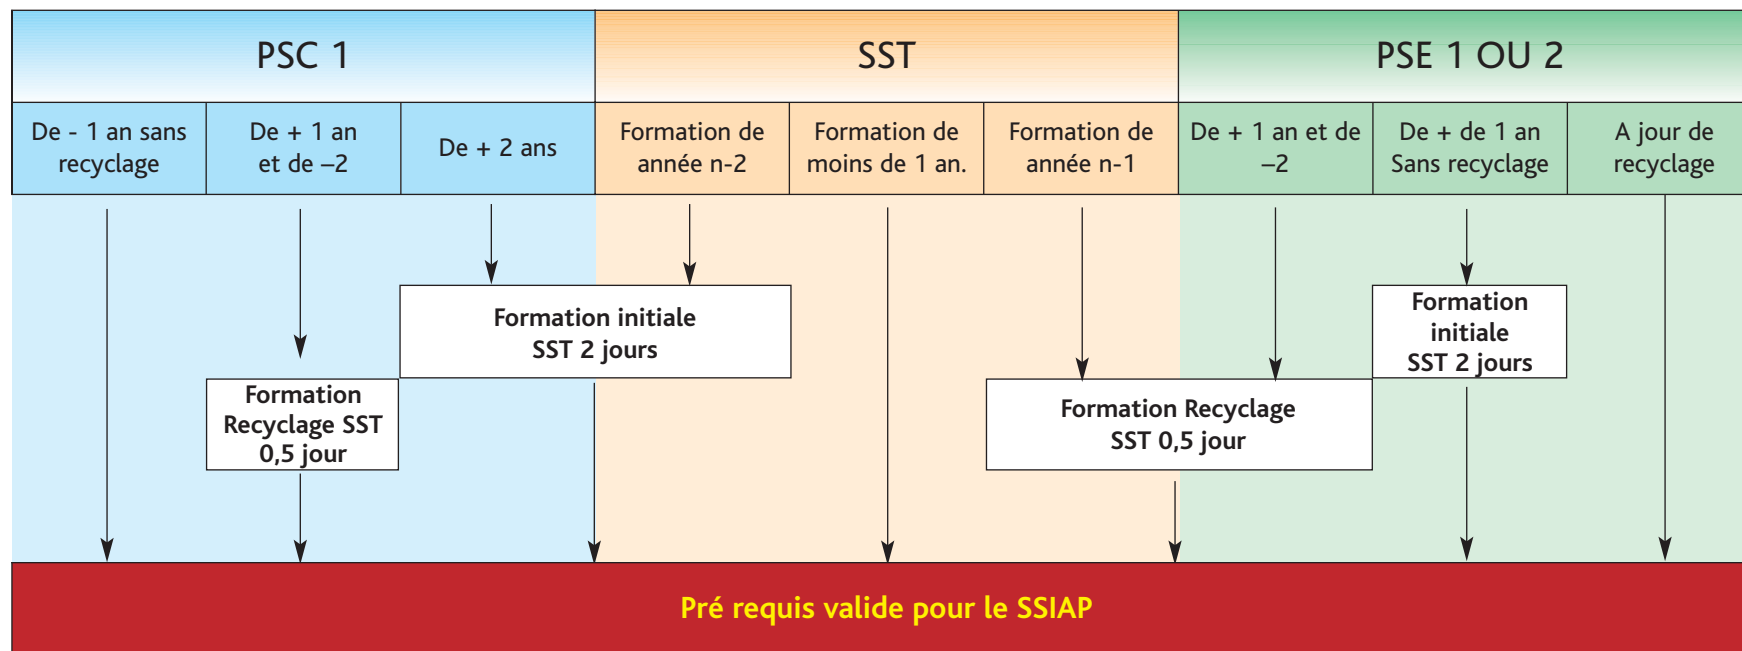 PSC 1
SST
PSE 1 OU 2
De - 1 an sans
recyclage
De + 1 an
et de –2
De + 2 ans
Formation de
année n-2
Formation de
moins de 1 an.
Formation de
année n-1
De + 1 an et de
–2
De + de 1 an
Sans recyclage
A jour de
recyclage
Formation initiale
SST 2 jours
Formation
initiale
SST 2 jours
Formation
Recyclage SST
0,5 jour
Formation Recyclage
SST 0,5 jour
Pré requis valide pour le SSIAP